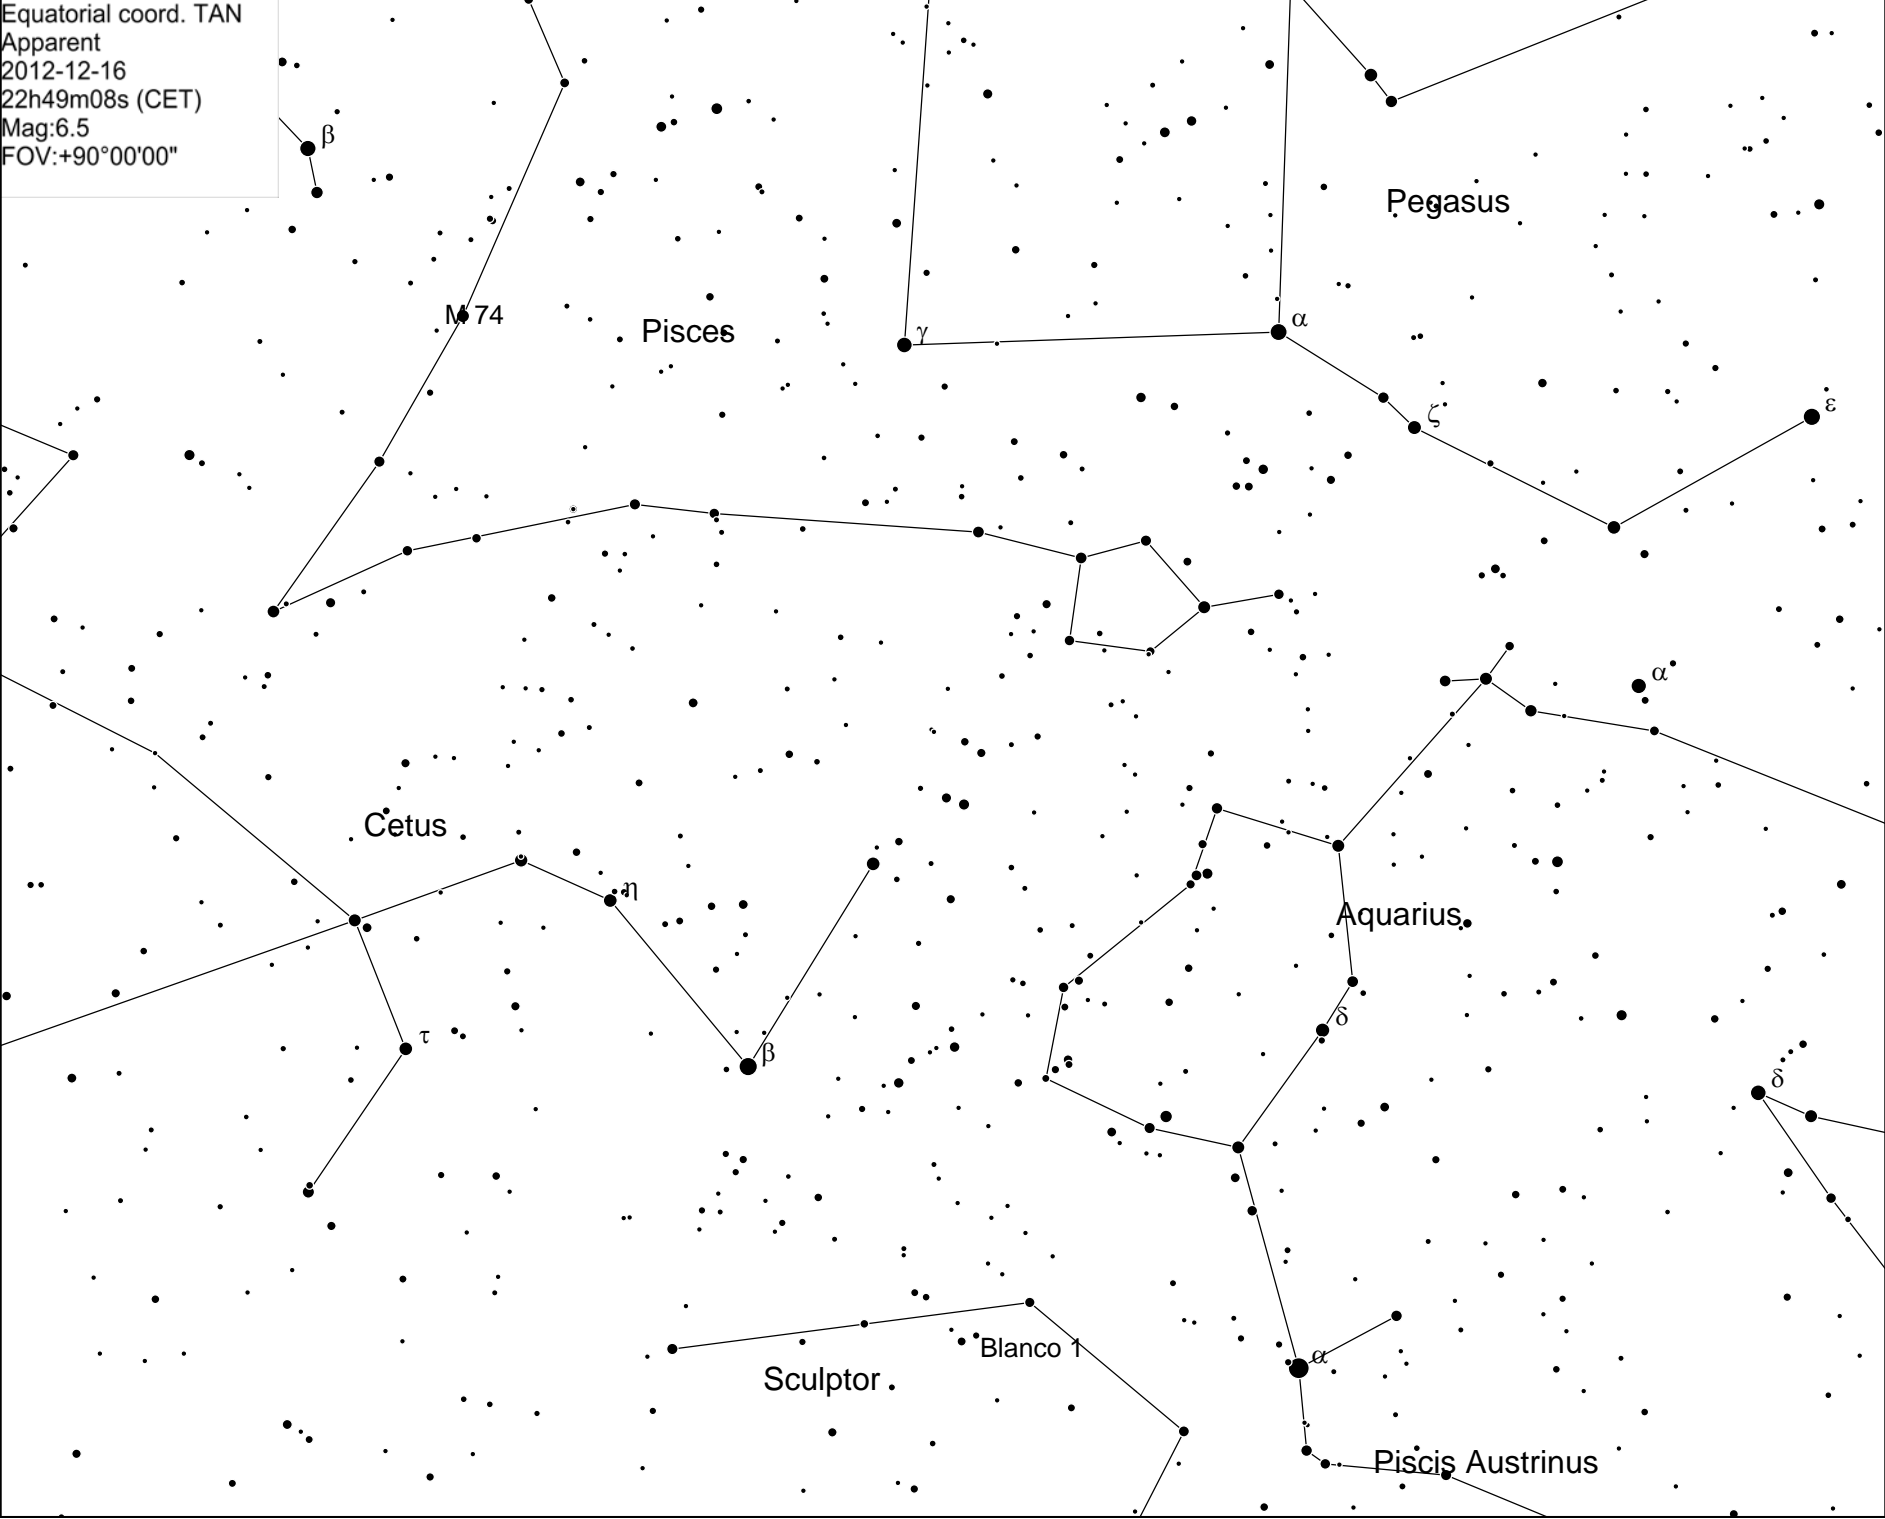 Equatorial coord. TAN
Apparent
2012-12-16
22h49m08s (CET)
Mag:6.5
FOV:+90°00'00"
β
Pegasus
M 74
Pisces
γ
α
ζ
ε
α
Cetus
η
Aquarius
τ
β
δ
δ
Blanco 1
α
Sculptor
Piscis Austrinus